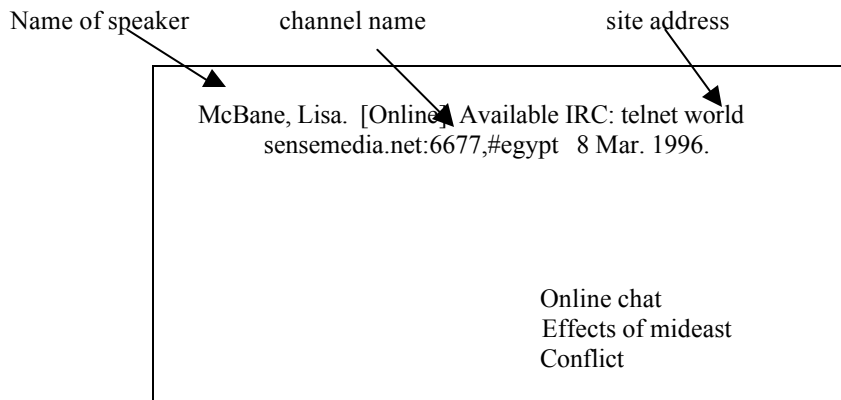 Name of speaker channel name site address
McBane, Lisa. [Online] Available IRC: telnet world
sensemedia.net:6677,#egypt 8 Mar. 1996.
Online chat
Effects of mideast
Conflict